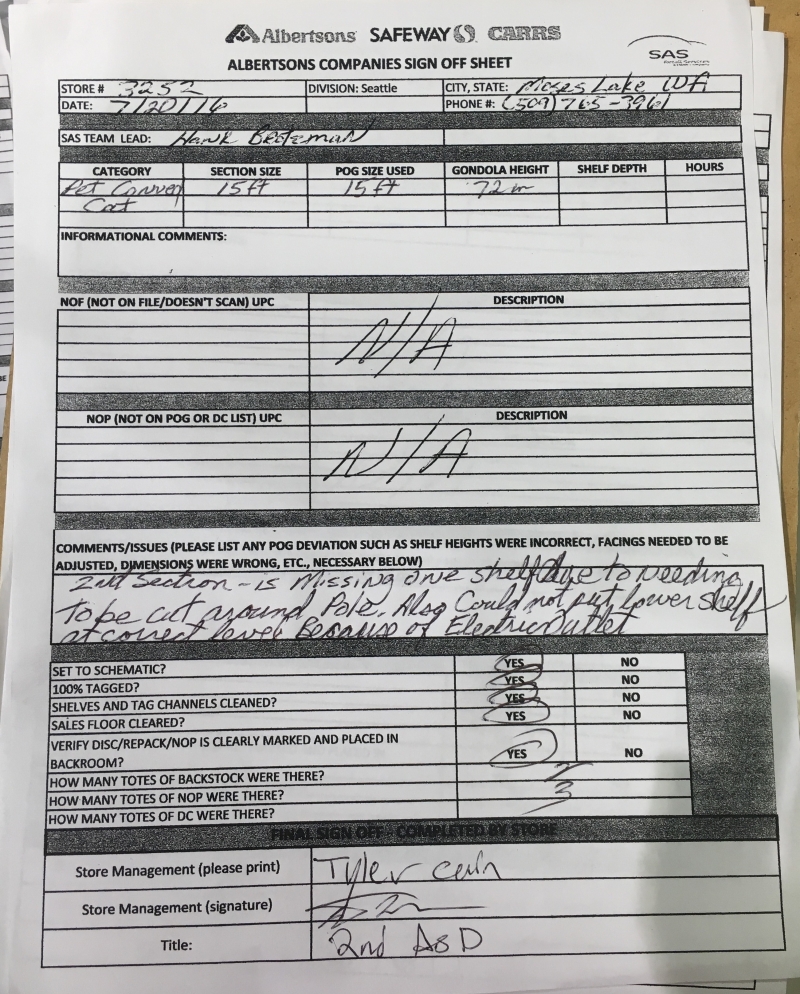 Albertsons SAFEWAY CARRS
SAS
ALBERTSONS COMPANIES SIGN OFF SHEET
STORE # 3252 DIVISION: Seattle CITY, STATE: Moses Lake WA
DATE: 7/20/16 PHONE #: (509) 765-3961
SAS TEAM LEAD: Hank
CATEGORY SECTION SIZE POG SIZE USED GONDOLA HEIGHT SHELF DEPTH HOURS
Pet 15ft 15ft 72in
Cat
INFORMATIONAL COMMENTS:
NOF (NOT ON FILE/DOESN'T SCAN) UPC DESCRIPTION
N/A
NOP (NOT ON POG OR DC LIST) UPC DESCRIPTION
N/A
COMMENTS/ISSUES (PLEASE LIST ANY POG DEVIATION SUCH AS SHELF HEIGHTS WERE INCORRECT, FACINGS NEEDED TO BE
ADJUSTED, DIMENSIONS WERE WRONG, ETC., NECESSARY BELOW)
2nd Section - is Missing one shelf due to needing
to be cut around Pole. Also Could not put lower shelf
at correct level Because of Electric outlet
SET TO SCHEMATIC? YES NO
100% TAGGED? YES NO
SHELVES AND TAG CHANNELS CLEANED? YES NO
SALES FLOOR CLEARED? YES NO
VERIFY DISC/REPACK/NOP IS CLEARLY MARKED AND PLACED IN
BACKROOM? YES NO
HOW MANY TOTES OF BACKSTOCK WERE THERE?
HOW MANY TOTES OF NOP WERE THERE? 3
HOW MANY TOTES OF DC WERE THERE?
FINAL SIGN OFF - COMPLETED BY STORE
Store Management (please print) Tyler
Store Management (signature)
Title: 2nd ASD